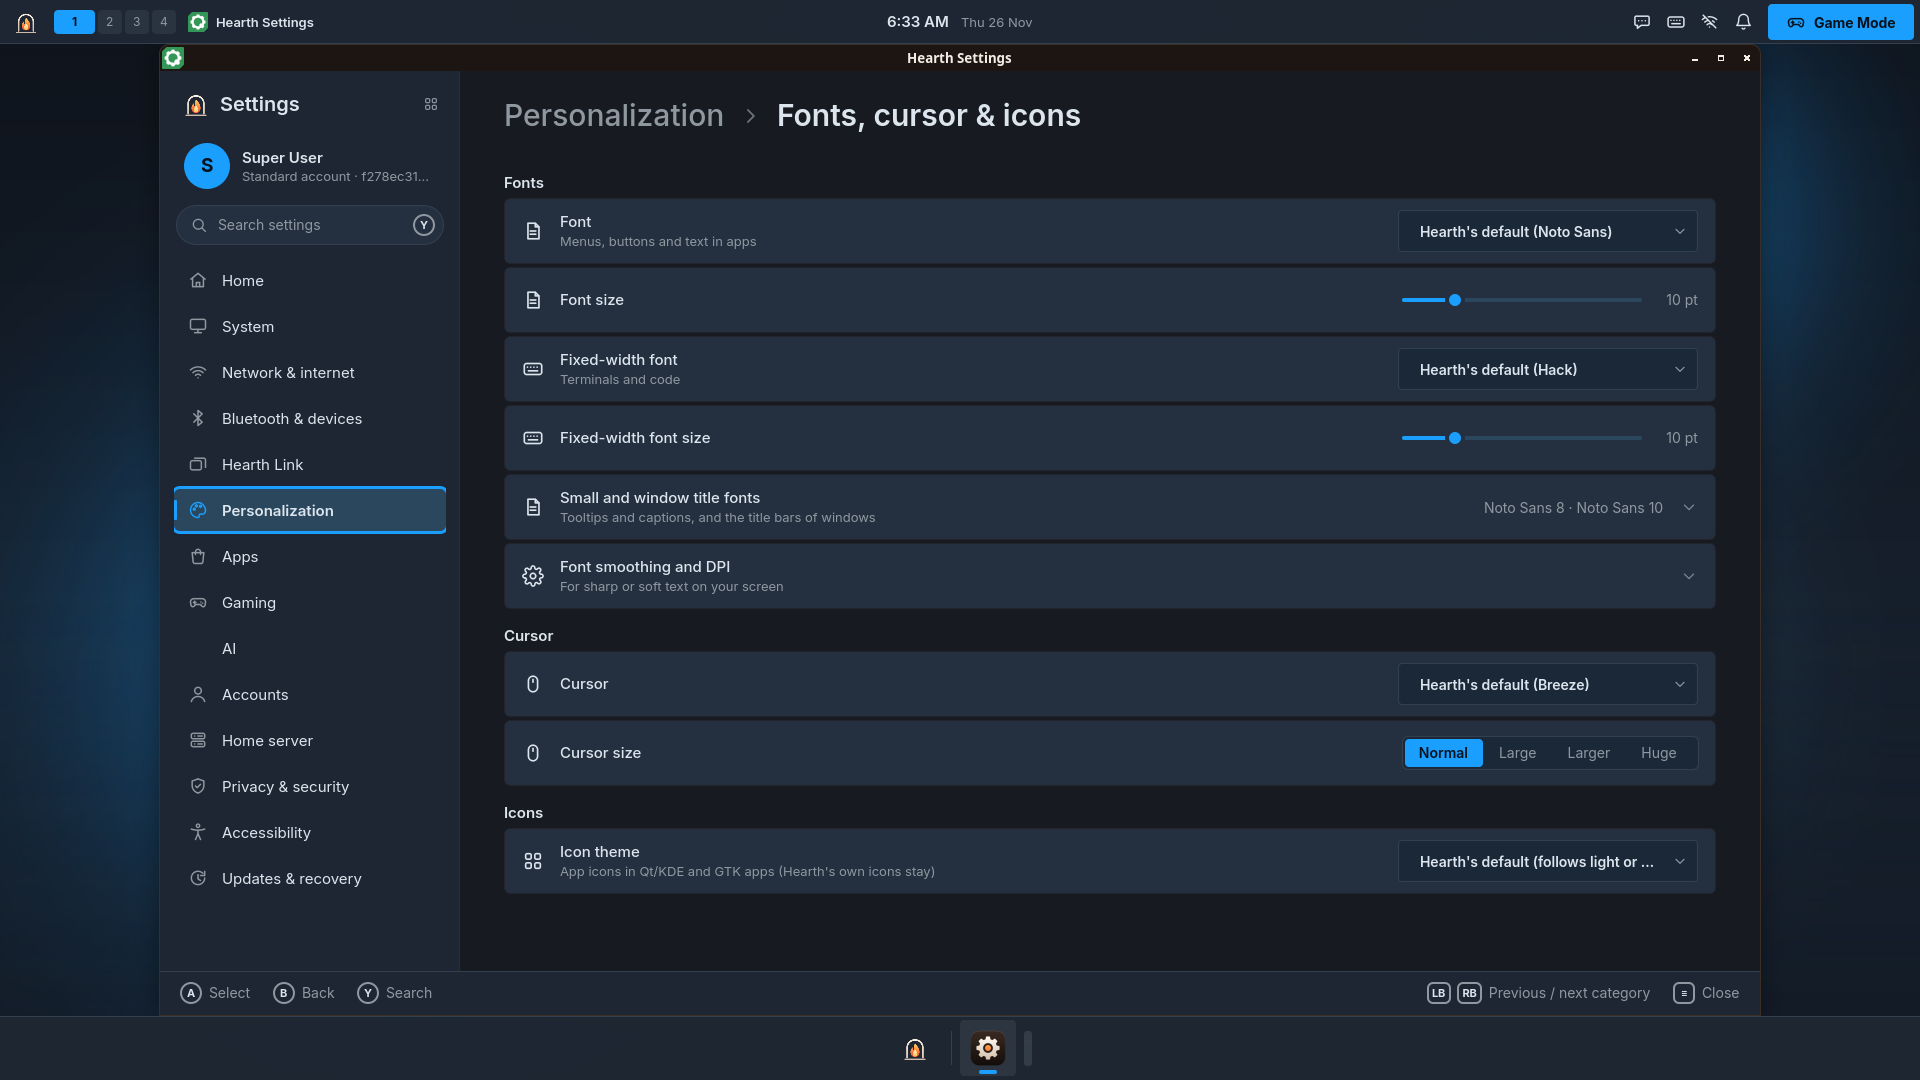 1 2 3 4 Hearth Settings 6:33 AM Thu 26 Nov Game Mode
Hearth Settings
Settings
S
Super User
Standard account · f278ec31...
Search settings Y
Home
System
Network & internet
Bluetooth & devices
Hearth Link
Personalization
Apps
Gaming
AI
Accounts
Home server
Privacy & security
Accessibility
Updates & recovery
Personalization > Fonts, cursor & icons
Fonts
Font
Menus, buttons and text in apps
Hearth's default (Noto Sans)
Font size
10 pt
Fixed-width font
Terminals and code
Hearth's default (Hack)
Fixed-width font size
10 pt
Small and window title fonts
Tooltips and captions, and the title bars of windows
Noto Sans 8 · Noto Sans 10
Font smoothing and DPI
For sharp or soft text on your screen
Cursor
Cursor
Hearth's default (Breeze)
Cursor size
Normal Large Larger Huge
Icons
Icon theme
App icons in Qt/KDE and GTK apps (Hearth's own icons stay)
Hearth's default (follows light or ...
A Select B Back Y Search LB RB Previous / next category Close